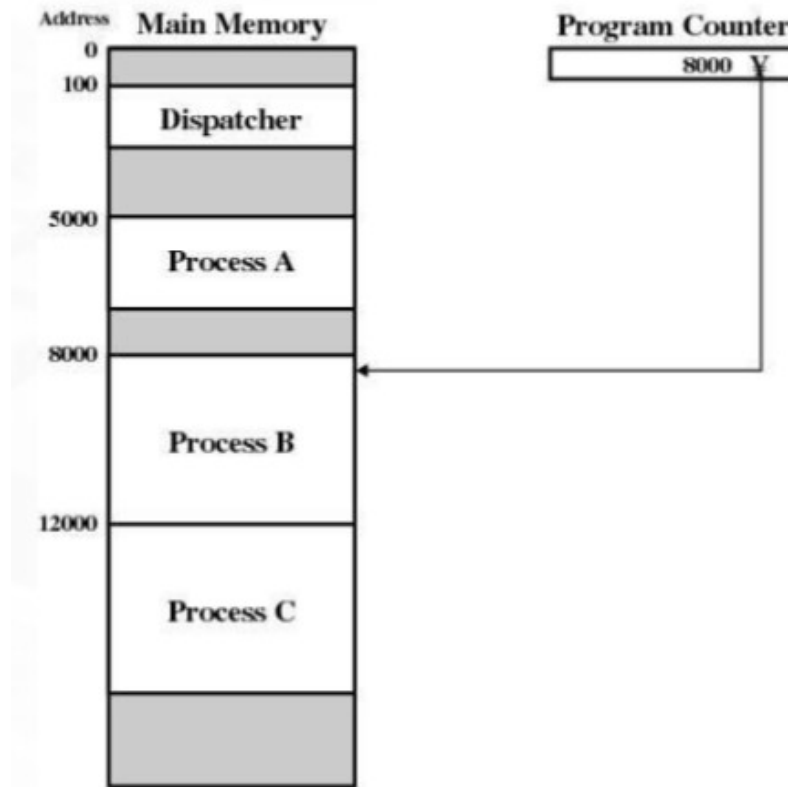 Address
Main Memory
Program Counter
0
8000 ¥
100
Dispatcher
5000
Process A
8000
Process B
12000
Process C